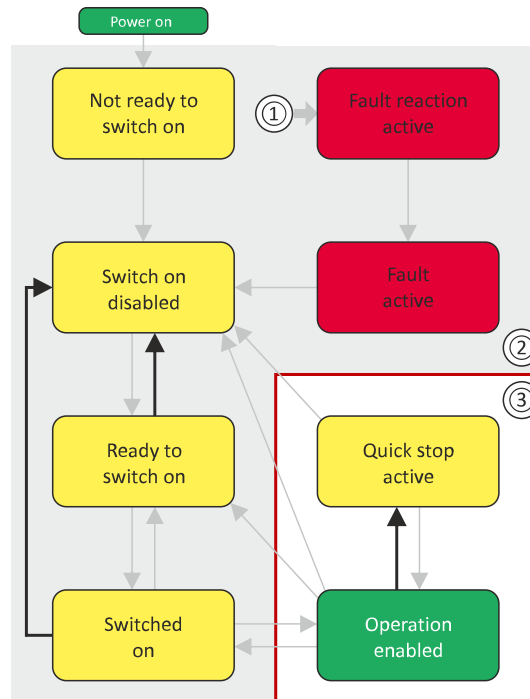 Power on
Not ready to
switch on
1
Fault reaction
active
Switch on
disabled
Fault
active
2
3
Ready to
switch on
Quick stop
active
Switched
on
Operation
enabled